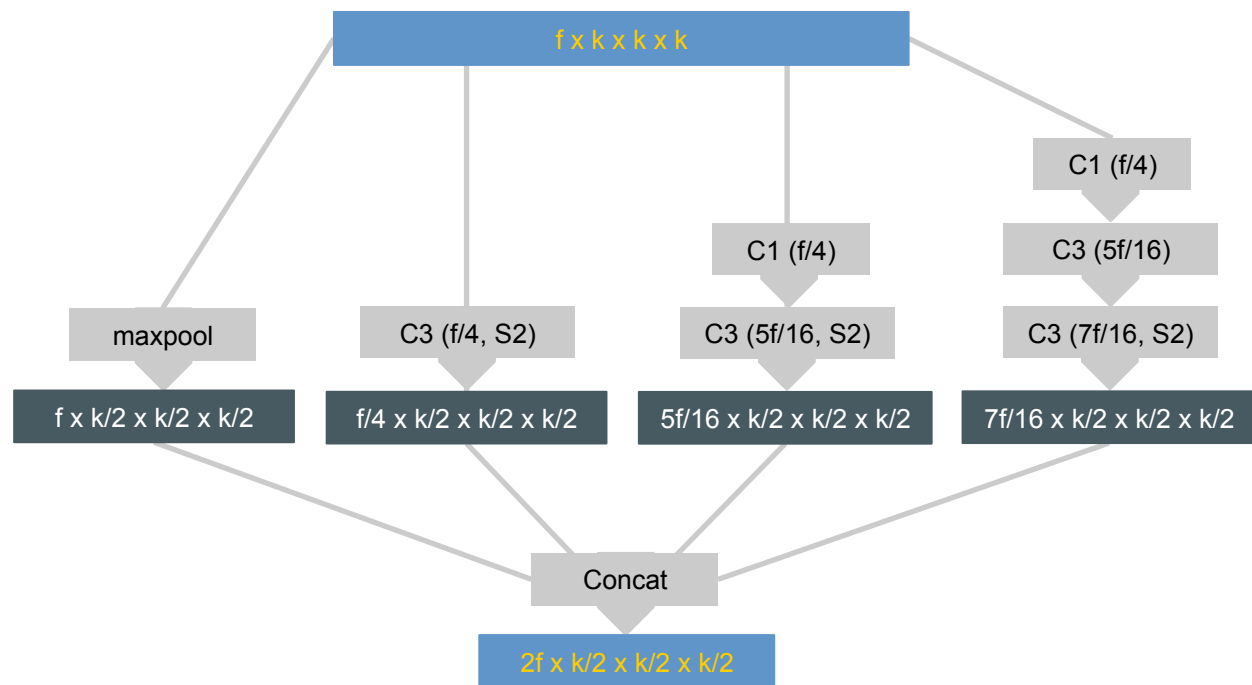 f x k x k x k
C1 (f/4)
C1 (f/4)
C3 (5f/16)
maxpool
C3 (f/4, S2)
C3 (5f/16, S2)
C3 (7f/16, S2)
f x k/2 x k/2 x k/2
f/4 x k/2 x k/2 x k/2
5f/16 x k/2 x k/2 x k/2
7f/16 x k/2 x k/2 x k/2
Concat
2f x k/2 x k/2 x k/2